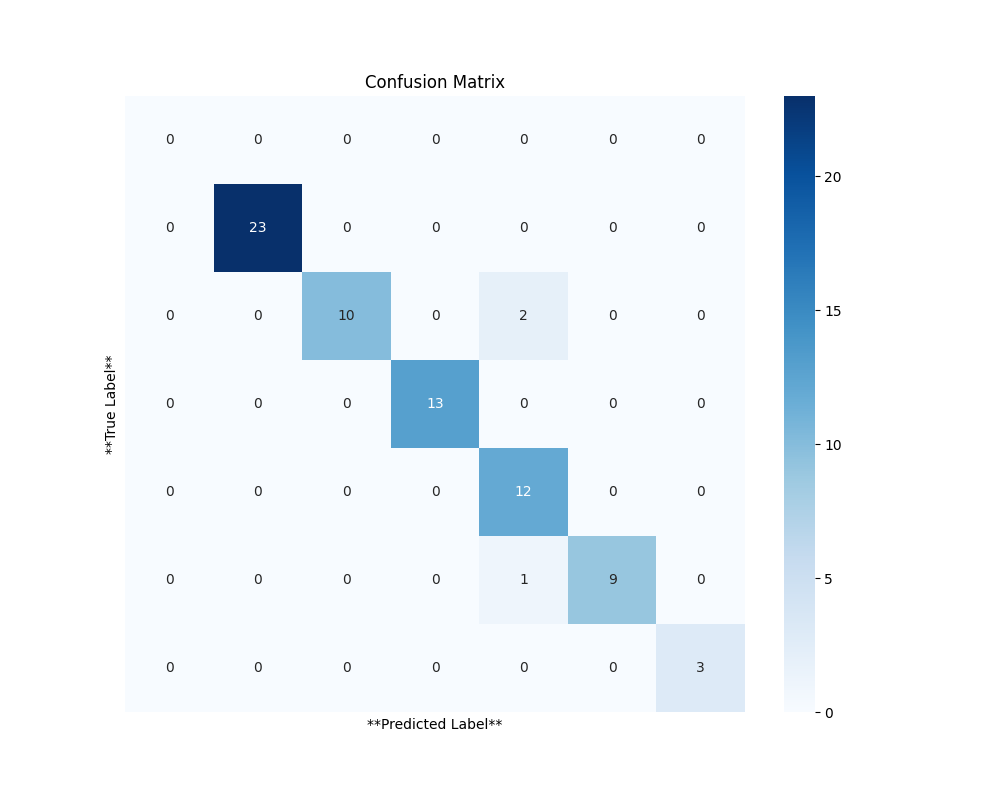 Confusion Matrix
0 0 0 0 0 0 0
0 23 0 0 0 0 0
0 0 10 0 2 0 0
0 0 0 13 0 0 0
0 0 0 0 12 0 0
0 0 0 0 1 9 0
0 0 0 0 0 0 3
**True Label**
**Predicted Label**
20
15
10
5
0